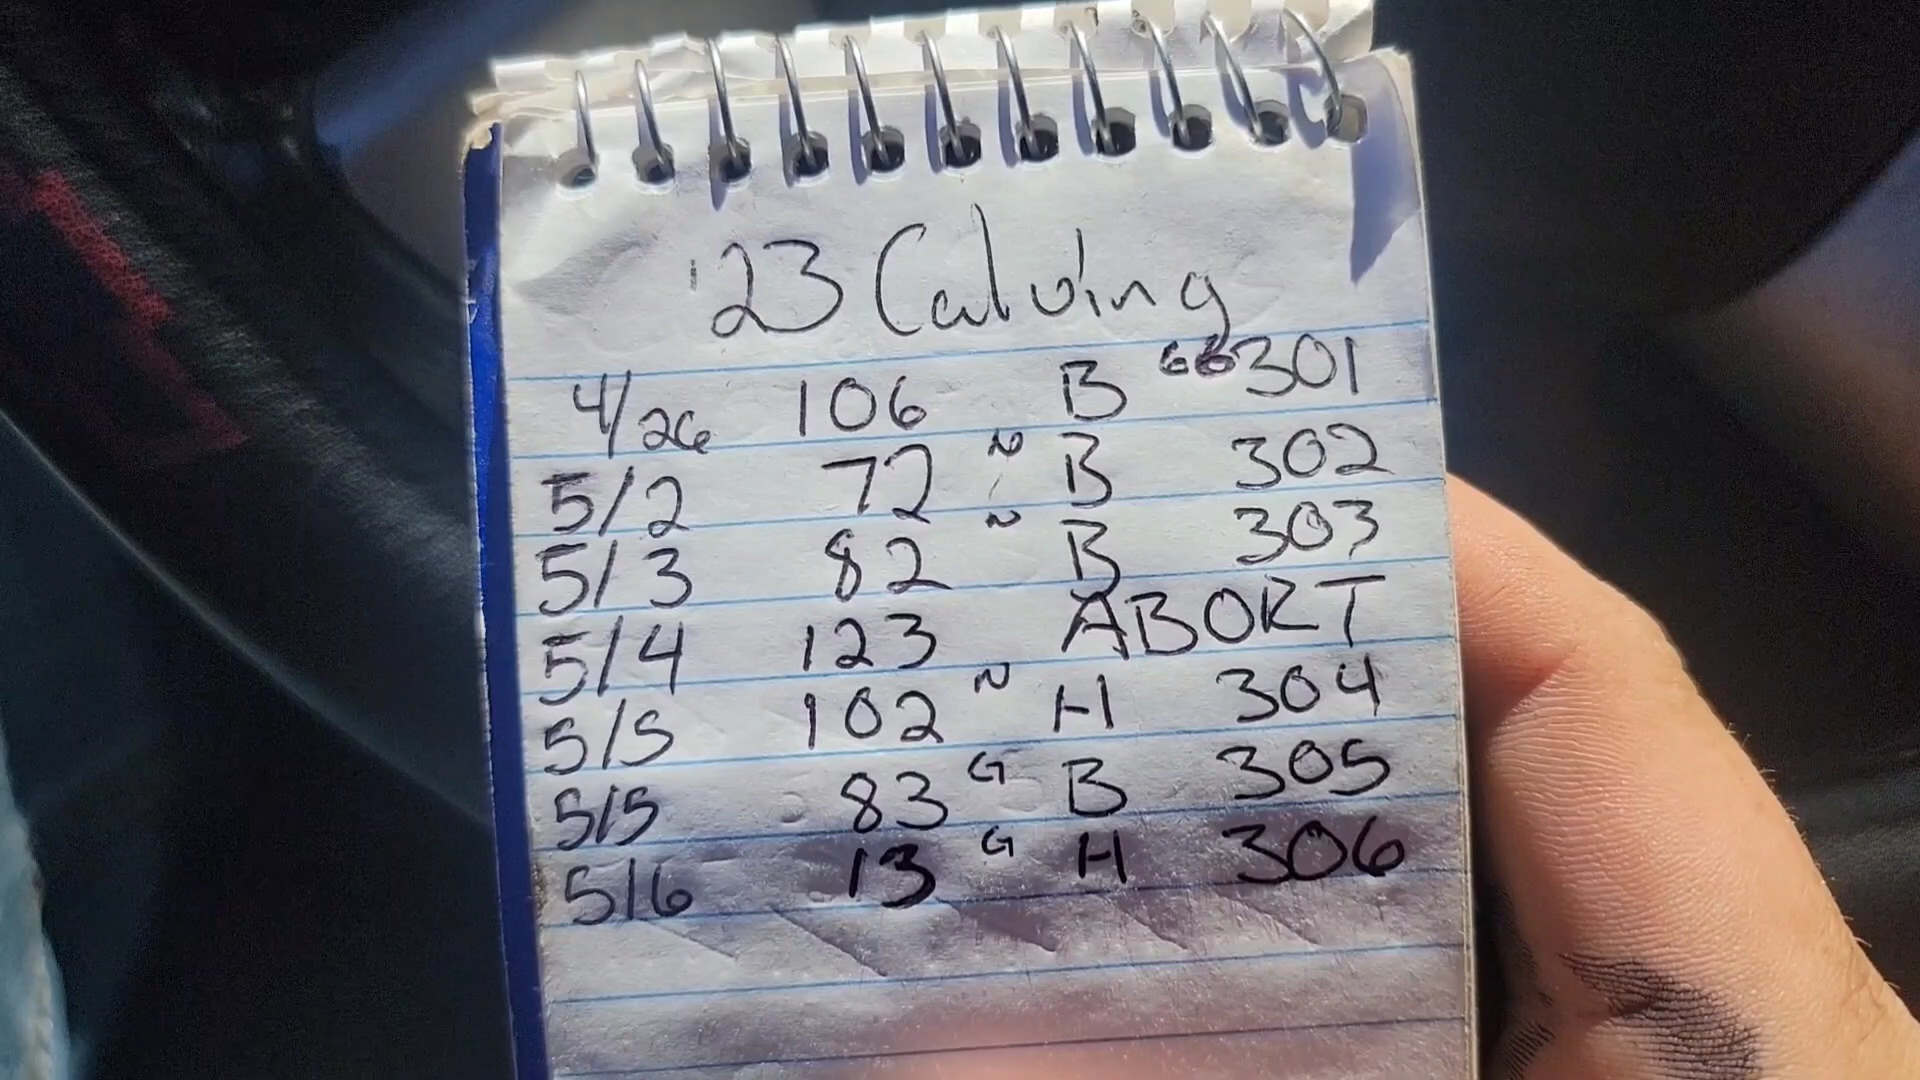 '23 Calving
4/26 106 B 301
5/2 72 N B 302
5/3 82 N B 303
5/4 123 ABORT
5/5 102 N H 304
5/5 83 G B 305
5/6 13 G H 306